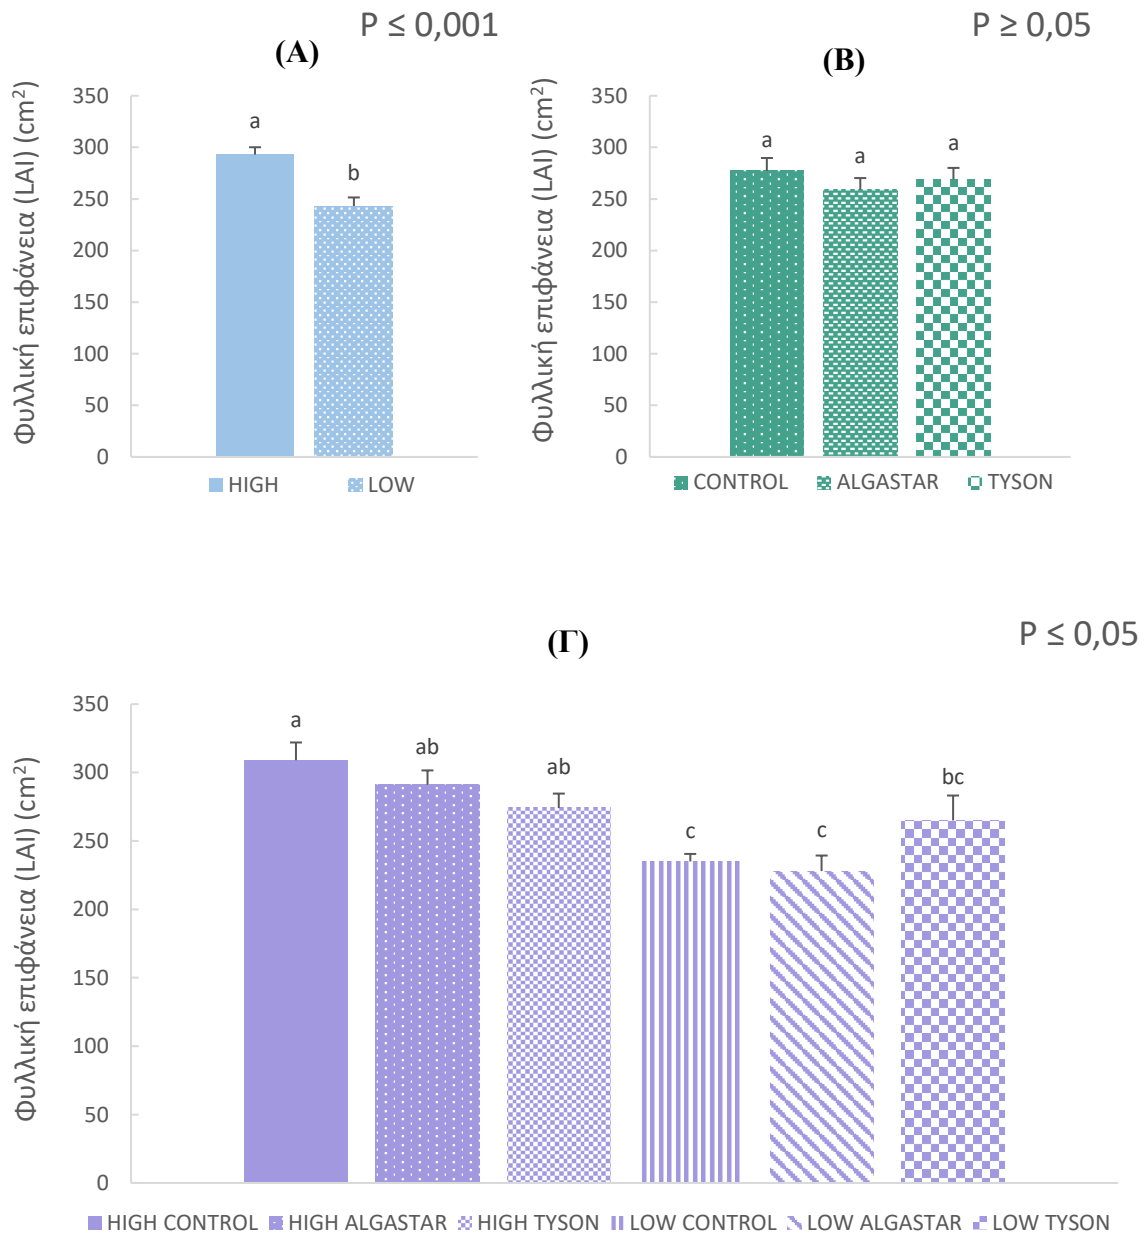 P ≤ 0,001
(A)
Φυλλική επιφάνεια (LAI) (cm²)
350
300
250
200
150
100
50
0
a
b
HIGH LOW
P ≥ 0,05
(B)
Φυλλική επιφάνεια (LAI) (cm²)
350
300
250
200
150
100
50
0
a
a
a
CONTROL ALGASTAR TYSON
P ≤ 0,05
(Γ)
Φυλλική επιφάνεια (LAI) (cm²)
350
300
250
200
150
100
50
0
a
ab
ab
c
c
bc
HIGH CONTROL HIGH ALGASTAR HIGH TYSON LOW CONTROL LOW ALGASTAR LOW TYSON